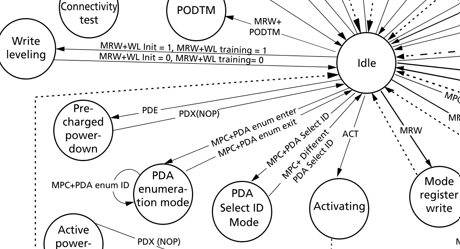 Connectivity
test
PODTM
MRW+
PODTM
Write
leveling
MRW+WL Init = 1, MRW+WL training = 1
MRW+WL Init = 0, MRW+WL training= 0
Idle
Pre-
charged
power-
down
PDE
PDX(NOP)
MPC+PDA enum enter
MPC+PDA enum exit
MPC+PDA Select ID
MPC+ Different
PDA Select ID
ACT
MRW
MPC+PDA enum ID
PDA
enumera-
tion mode
PDA
Select ID
Mode
Activating
Mode
register
write
Active
power-
PDX (NOP)